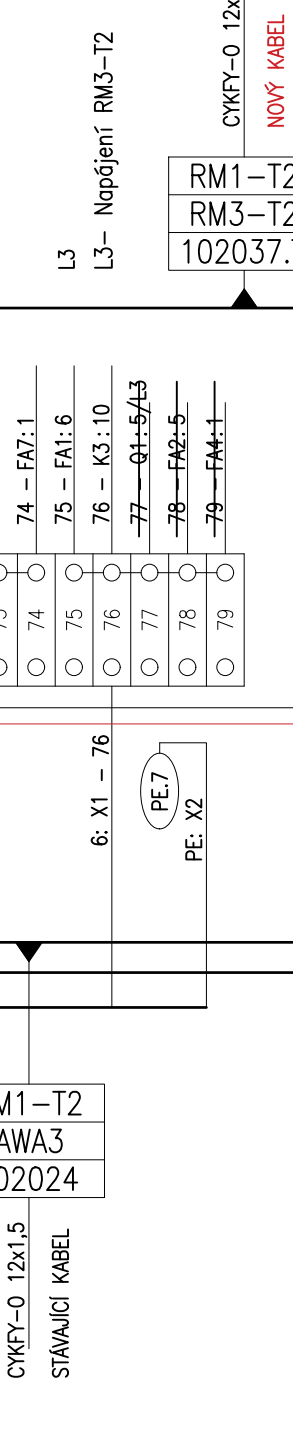 CYKFY-O 12x
NOVÝ KABEL
L3
L3- Napájení RM3-T2
RM1-T2
RM3-T2
102037.
74 - FA7:1
75 - FA1:6
76 - K3:10
77 - Q1:5/L3
78 - FA2:5
79 - FA4:1
74
75
76
77
78
79
6: X1 - 76
PE.7
PE: X2
M1-T2
AWA3
02024
CYKFY-O 12x1,5
STÁVAJÍCÍ KABEL